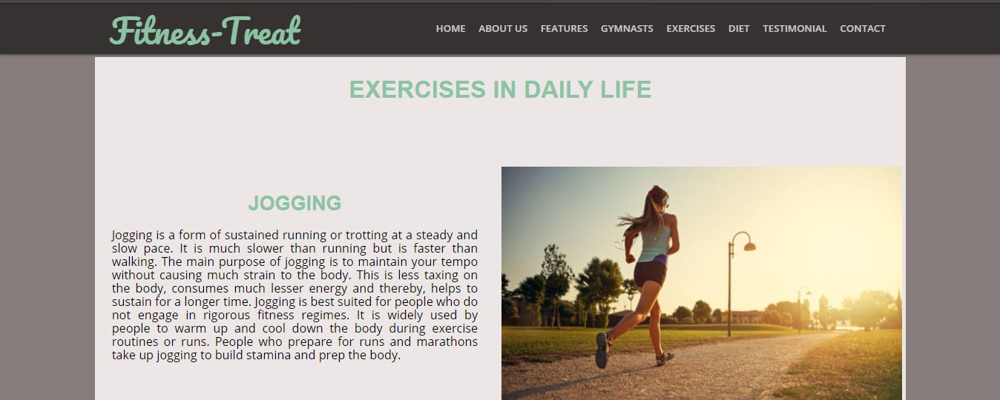 Fitness-Treat
HOME ABOUT US FEATURES GYMNASTS EXERCISES DIET TESTIMONIAL CONTACT
EXERCISES IN DAILY LIFE
JOGGING
Jogging is a form of sustained running or trotting at a steady and
slow pace. It is much slower than running but is faster than
walking. The main purpose of jogging is to maintain your tempo
without causing much strain to the body. This is less taxing on
the body, consumes much lesser energy and thereby, helps to
sustain for a longer time. Jogging is best suited for people who do
not engage in rigorous fitness regimes. It is widely used by
people to warm up and cool down the body during exercise
routines or runs. People who prepare for runs and marathons
take up jogging to build stamina and prep the body.